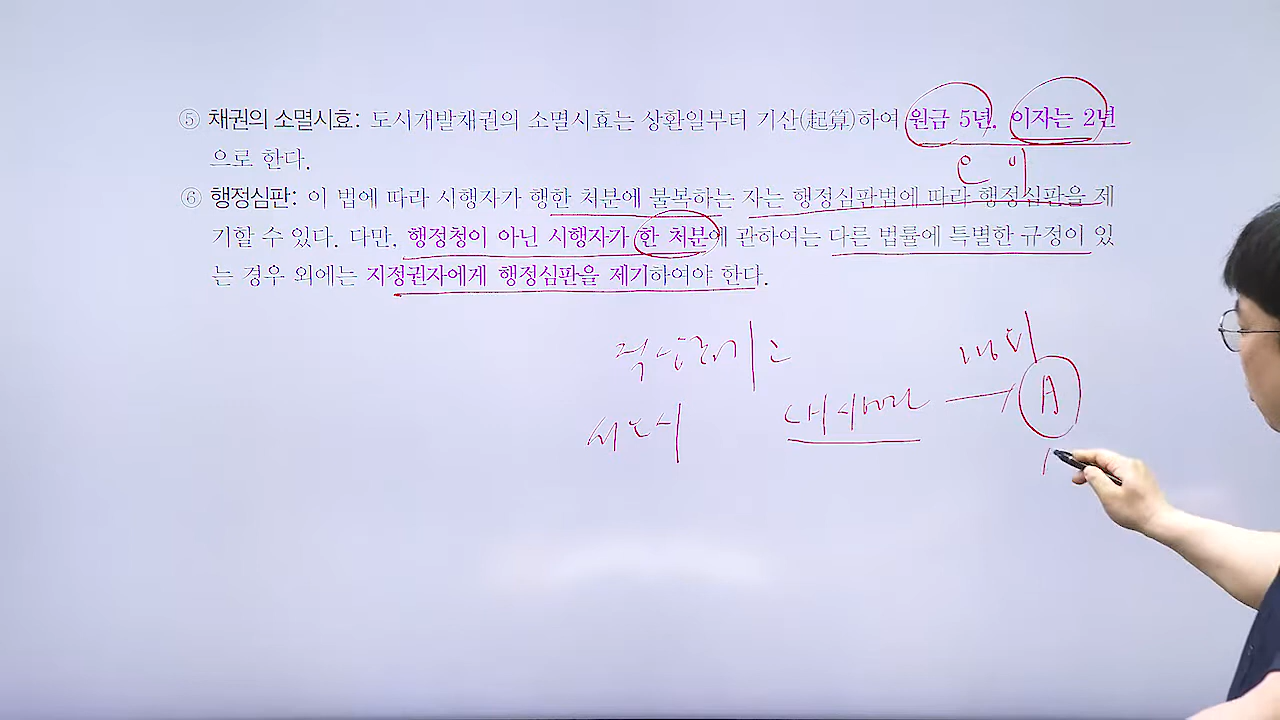 ⑤ 채권의 소멸시효: 도시개발채권의 소멸시효는 상환일부터 기산(起算)하여 원금 5년, 이자는 2년
으로 한다.
⑥ 행정심판: 이 법에 따라 시행자가 행한 처분에 불복하는 자는 행정심판법에 따라 행정심판을 제
기할 수 있다. 다만, 행정청이 아닌 시행자가 한 처분에 관하여는 다른 법률에 특별한 규정이 있
는 경우 외에는 지정권자에게 행정심판을 제기하여야 한다.
A